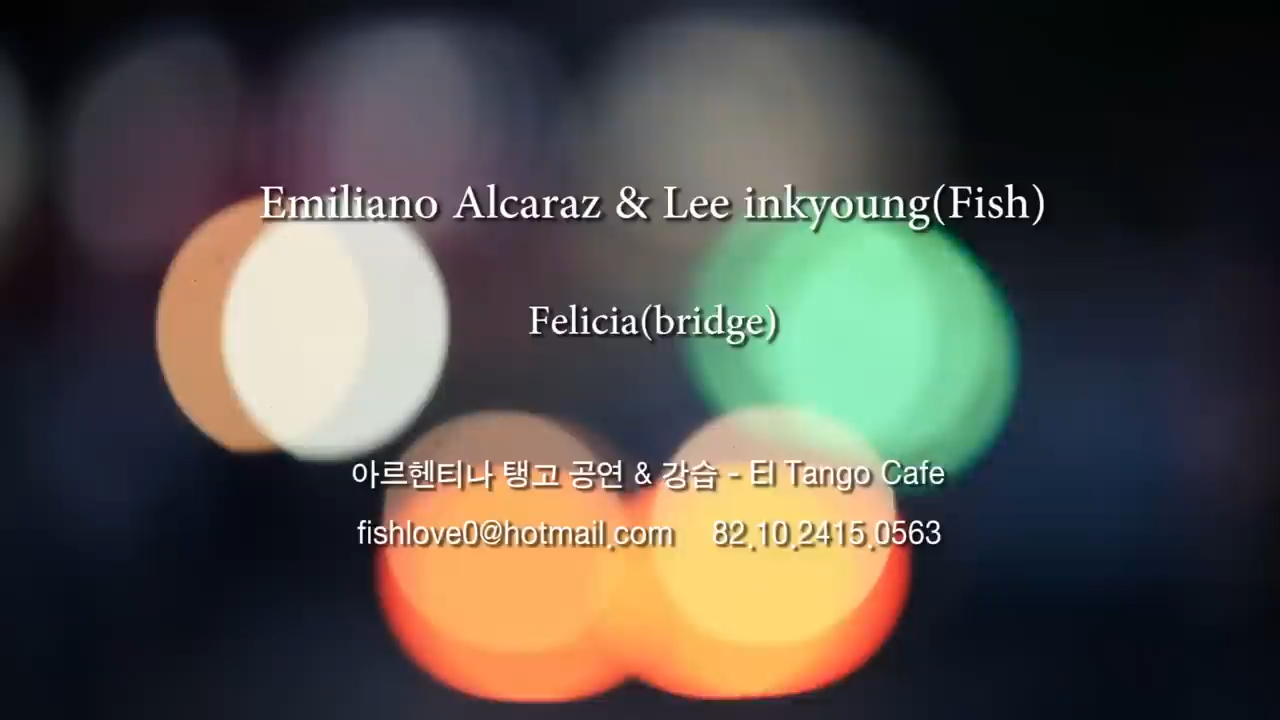 Emiliano Alcaraz & Lee inkyoung(Fish)
Felicia(bridge)
아르헨티나 탱고 공연 & 강습 - El Tango Cafe
fishlove0@hotmail.com 82.10.2415.0563